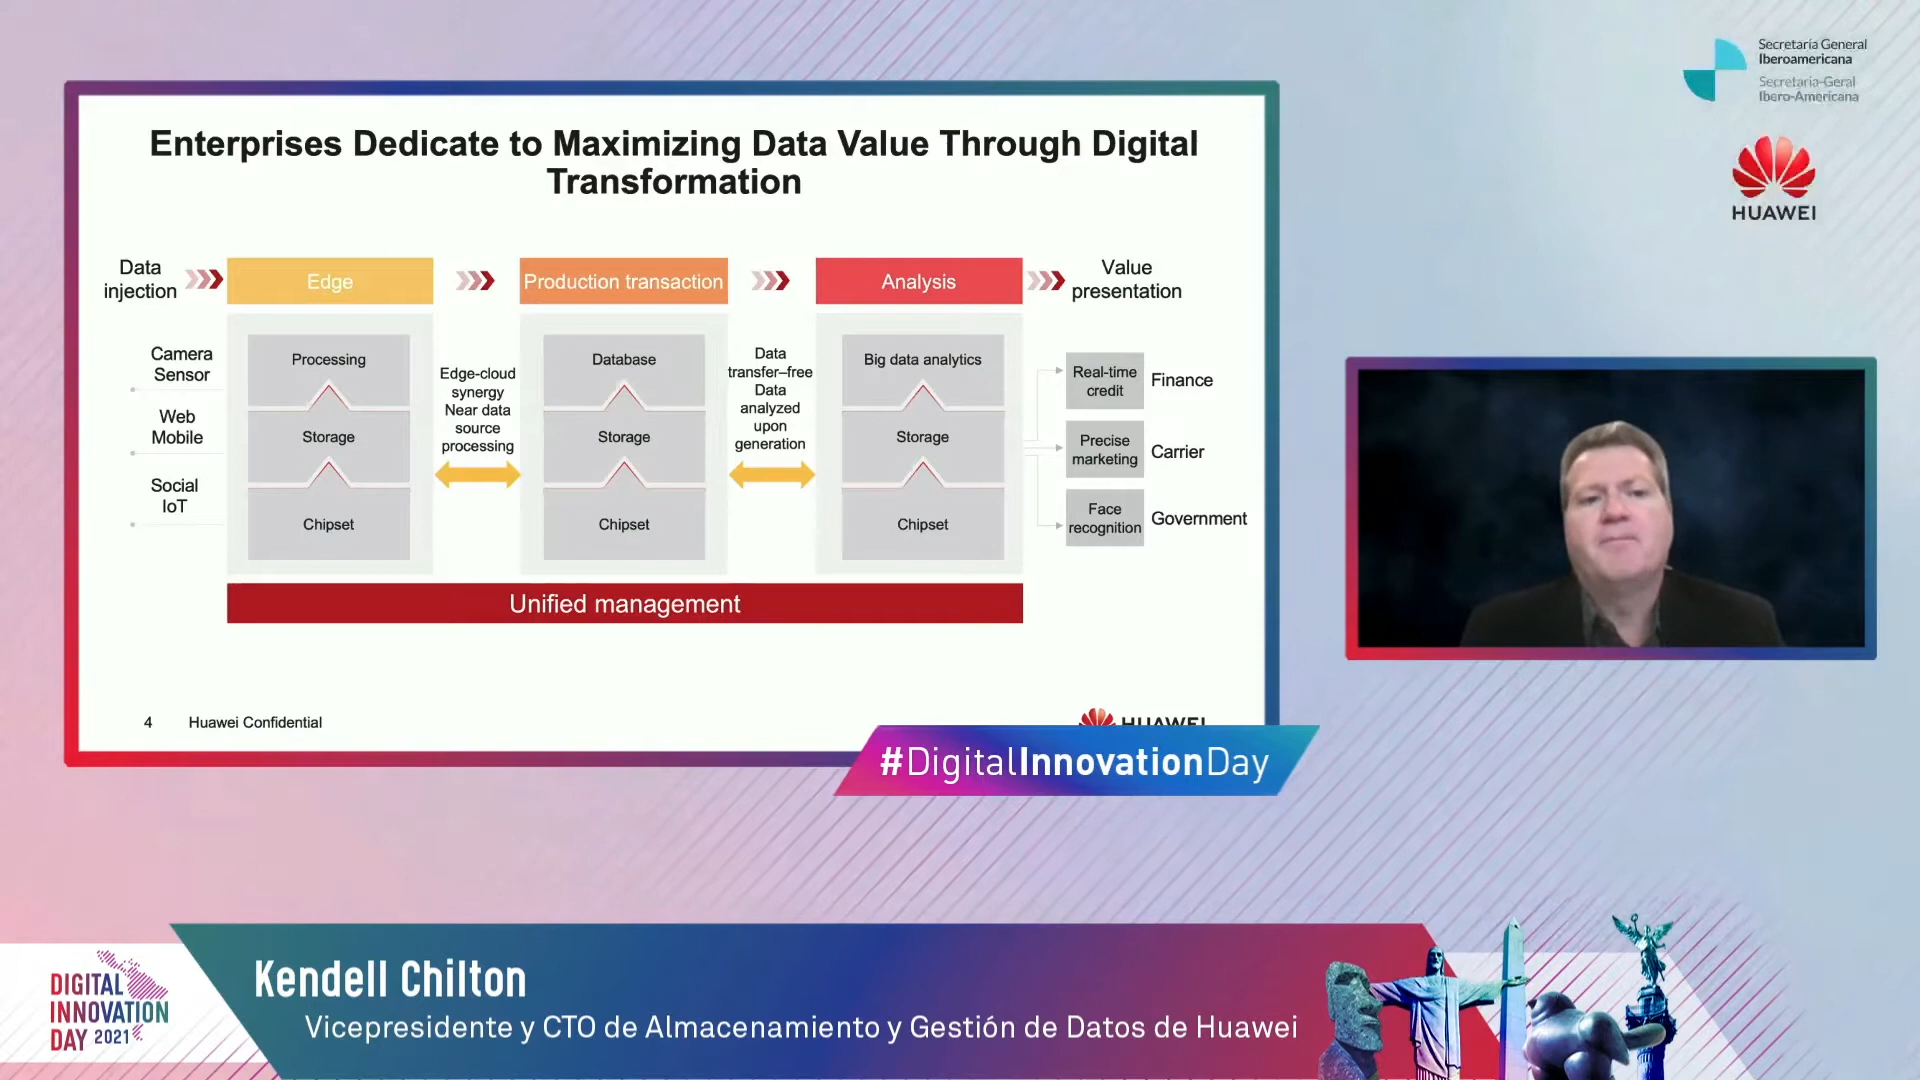 Secretaría General
Iberoamericana
Secretaría-Geral
Ibero-Americana
HUAWEI
Enterprises Dedicate to Maximizing Data Value Through Digital
Transformation
Data
injection
Edge
Production transaction
Analysis
Value
presentation
Camera
Sensor
Web
Mobile
Social
IoT
Processing
Storage
Chipset
Edge-cloud
synergy
Near data
source
processing
Database
Storage
Chipset
Data
transfer–free
Data
analyzed
upon
generation
Big data analytics
Storage
Chipset
Real-time
credit
Finance
Precise
marketing
Carrier
Face
recognition
Government
Unified management
4 Huawei Confidential
HUAWEI
#DigitalInnovationDay
DIGITAL
INNOVATION
DAY 2021
Kendell Chilton
Vicepresidente y CTO de Almacenamiento y Gestión de Datos de Huawei